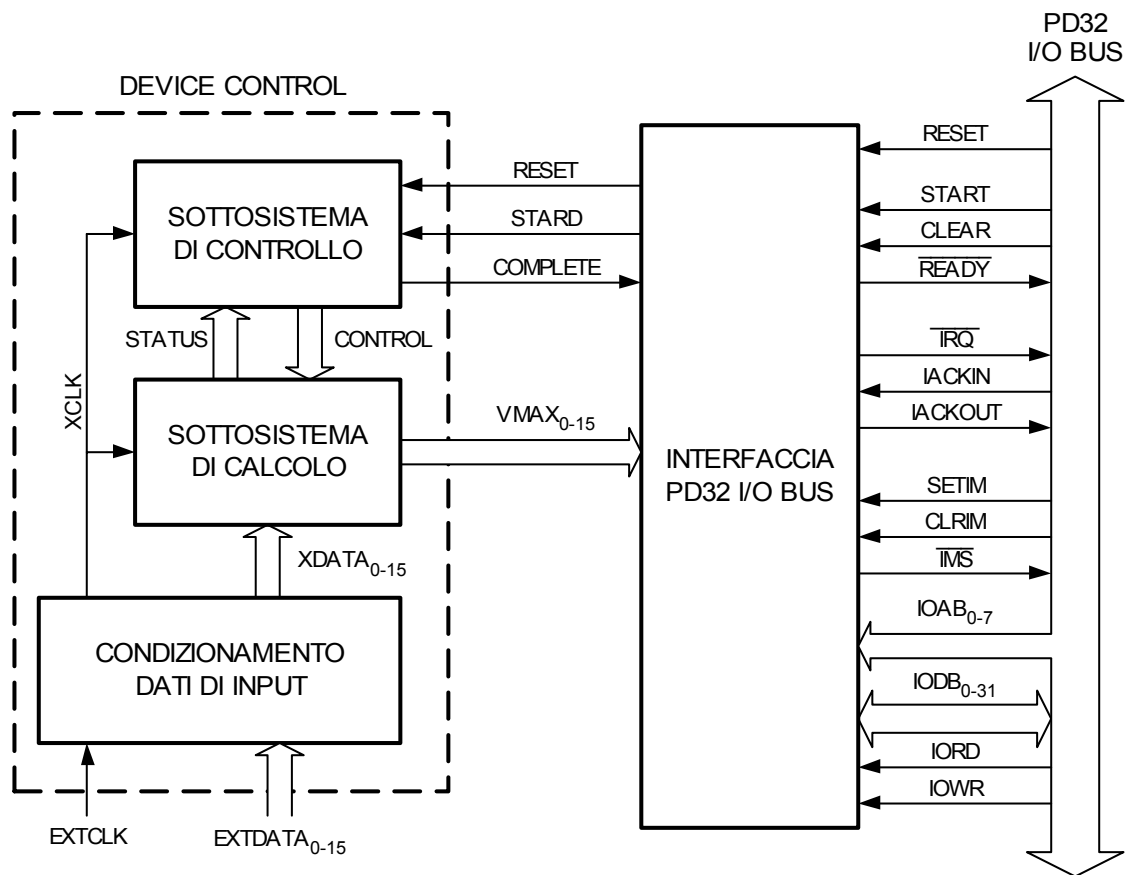 PD32
I/O BUS
DEVICE CONTROL
SOTTOSISTEMA
DI CONTROLLO
RESET
STARD
COMPLETE
STATUS
CONTROL
XCLK
SOTTOSISTEMA
DI CALCOLO
VMAX0-15
XDATA0-15
CONDIZIONAMENTO
DATI DI INPUT
EXTCLK
EXTDATA0-15
INTERFACCIA
PD32 I/O BUS
RESET
START
CLEAR
READY
IRQ
IACKIN
IACKOUT
SETIM
CLRIM
IMS
IOAB0-7
IODB0-31
IORD
IOWR